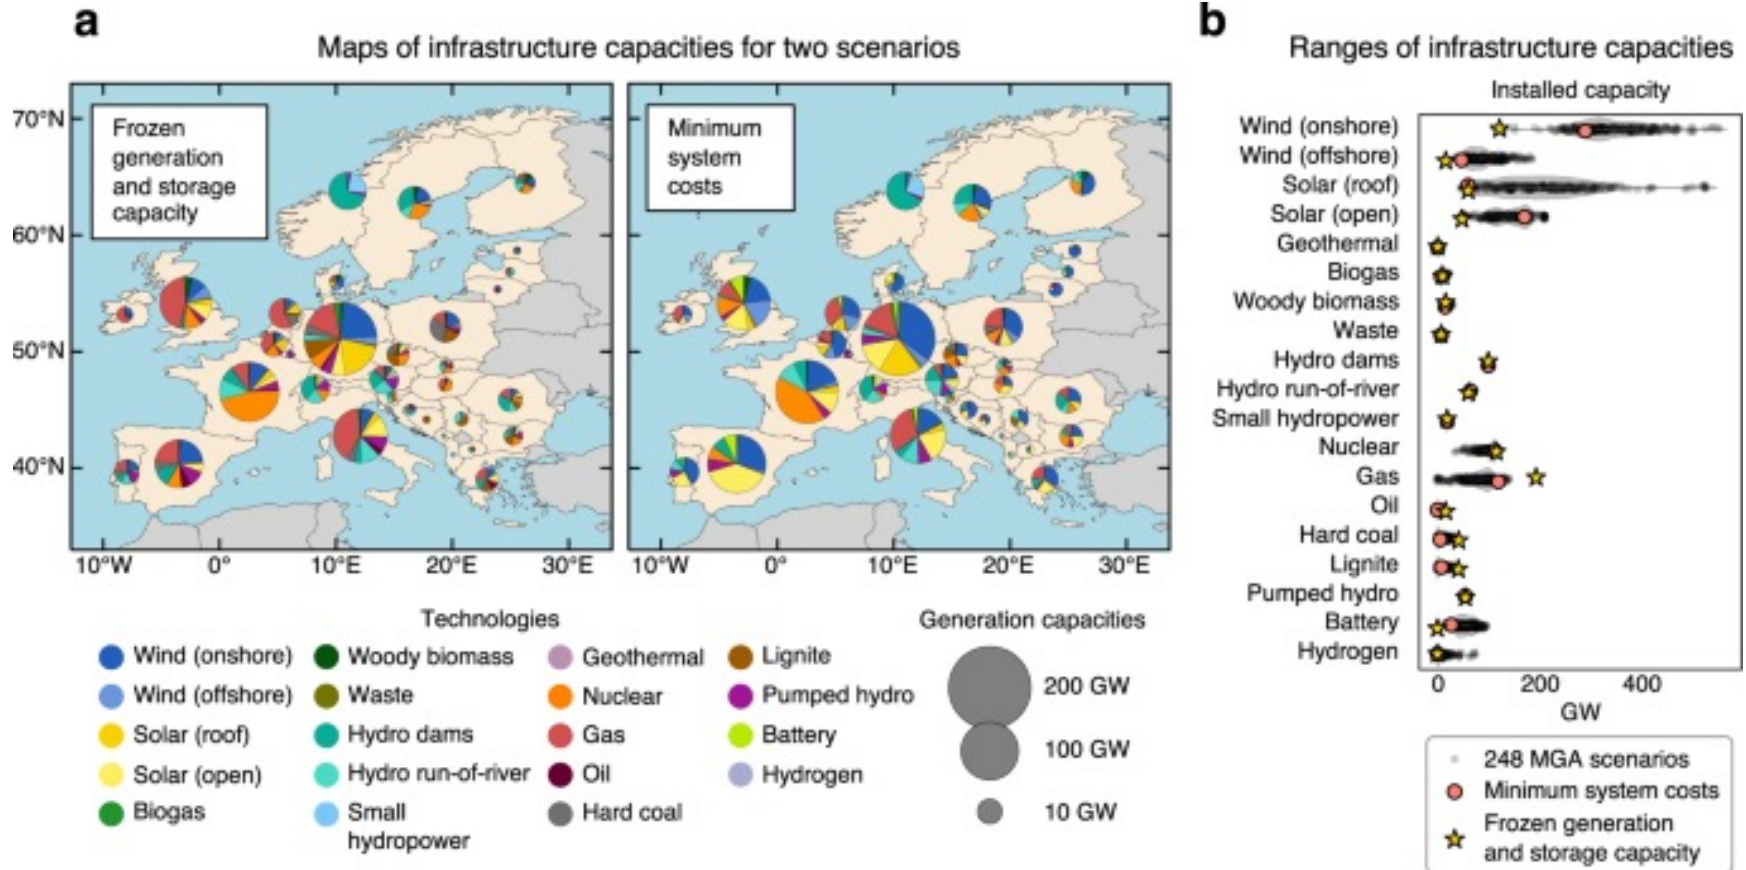 a
Maps of infrastructure capacities for two scenarios
Frozen
generation
and storage
capacity
Minimum
system
costs
70°N
60°N
50°N
40°N
10°W
0°
10°E
20°E
30°E
10°W
0°
10°E
20°E
30°E
Technologies
Wind (onshore)
Wind (offshore)
Solar (roof)
Solar (open)
Biogas
Woody biomass
Waste
Hydro dams
Hydro run-of-river
Small
hydropower
Geothermal
Nuclear
Gas
Oil
Hard coal
Lignite
Pumped hydro
Battery
Hydrogen
Generation capacities
200 GW
100 GW
10 GW
b
Ranges of infrastructure capacities
Installed capacity
Wind (onshore)
Wind (offshore)
Solar (roof)
Solar (open)
Geothermal
Biogas
Woody biomass
Waste
Hydro dams
Hydro run-of-river
Small hydropower
Nuclear
Gas
Oil
Hard coal
Lignite
Pumped hydro
Battery
Hydrogen
0
200
400
GW
248 MGA scenarios
Minimum system costs
Frozen generation
and storage capacity